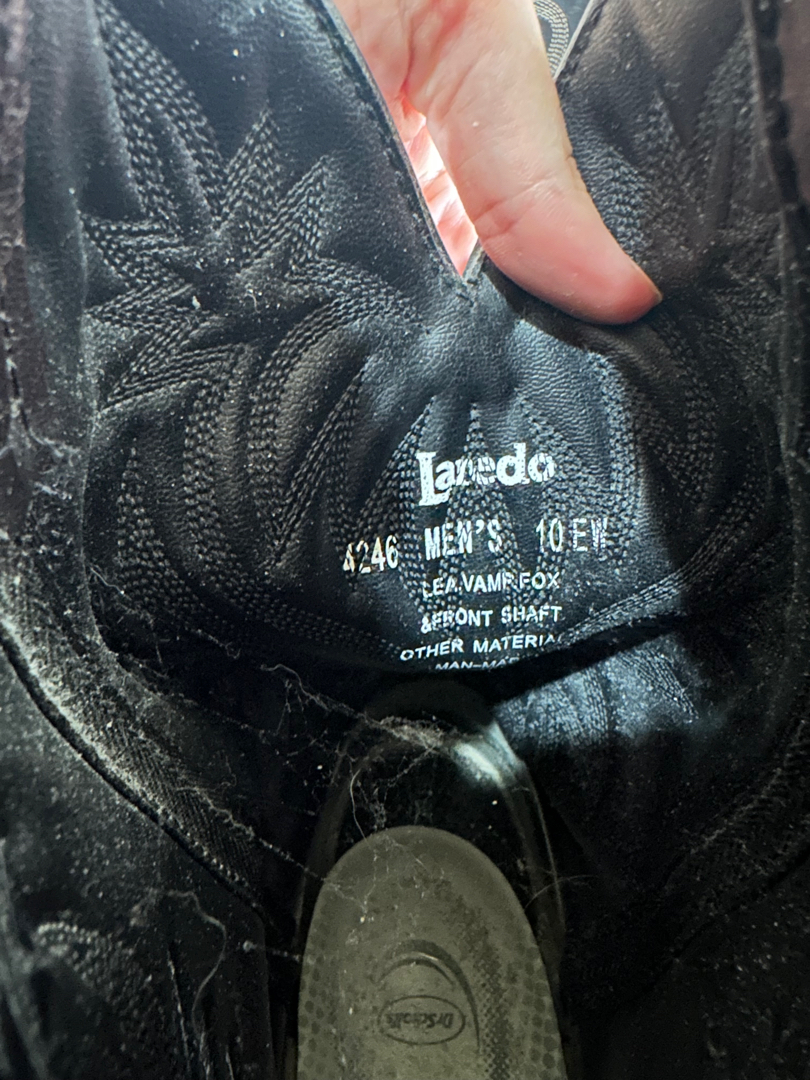 Laredo
4246 MEN'S 10 EW
LEA.VAMP.FOX
&FRONT SHAFT
OTHER MATERIAL
Dr Scholl's